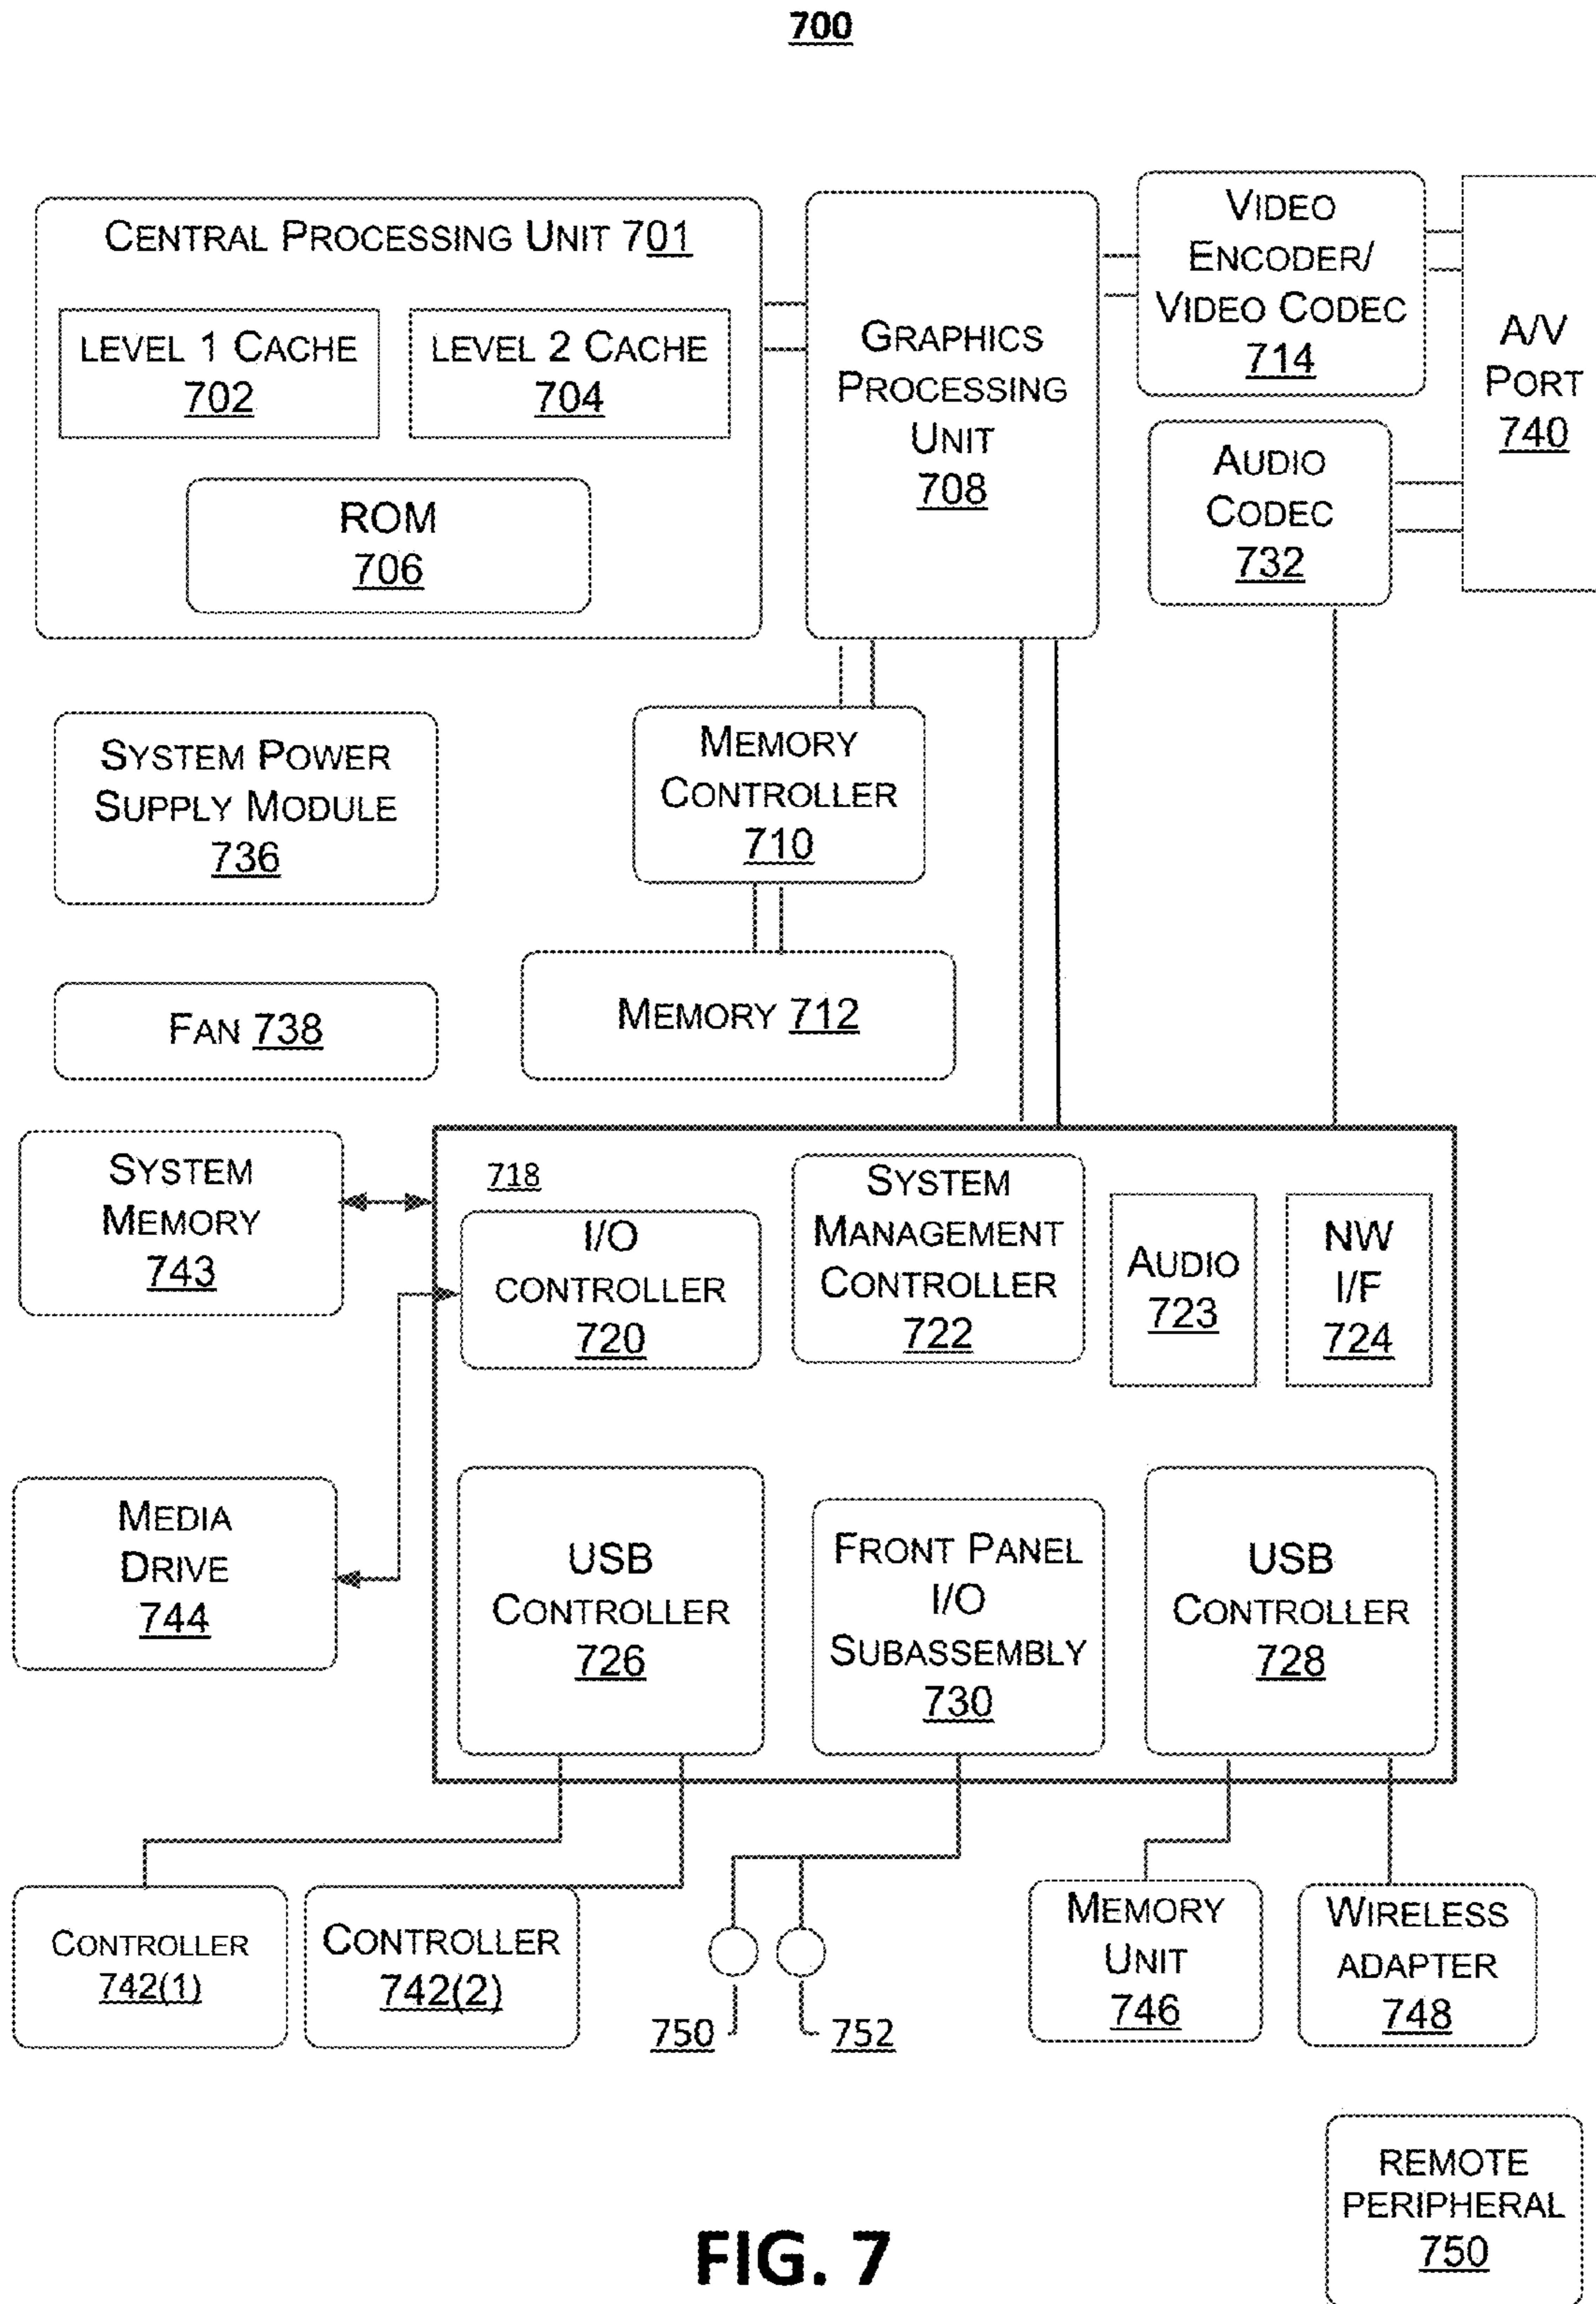 700
CENTRAL PROCESSING UNIT 701
LEVEL 1 CACHE
702
LEVEL 2 CACHE
704
ROM
706
GRAPHICS
PROCESSING
UNIT
708
VIDEO
ENCODER/
VIDEO CODEC
714
AUDIO
CODEC
732
A/V
PORT
740
SYSTEM POWER
SUPPLY MODULE
736
MEMORY
CONTROLLER
710
FAN 738
MEMORY 712
SYSTEM
MEMORY
743
718
I/O
CONTROLLER
720
SYSTEM
MANAGEMENT
CONTROLLER
722
AUDIO
723
NW
I/F
724
MEDIA
DRIVE
744
USB
CONTROLLER
726
FRONT PANEL
I/O
SUBASSEMBLY
730
USB
CONTROLLER
728
CONTROLLER
742(1)
CONTROLLER
742(2)
750
752
MEMORY
UNIT
746
WIRELESS
ADAPTER
748
REMOTE
PERIPHERAL
750
FIG. 7